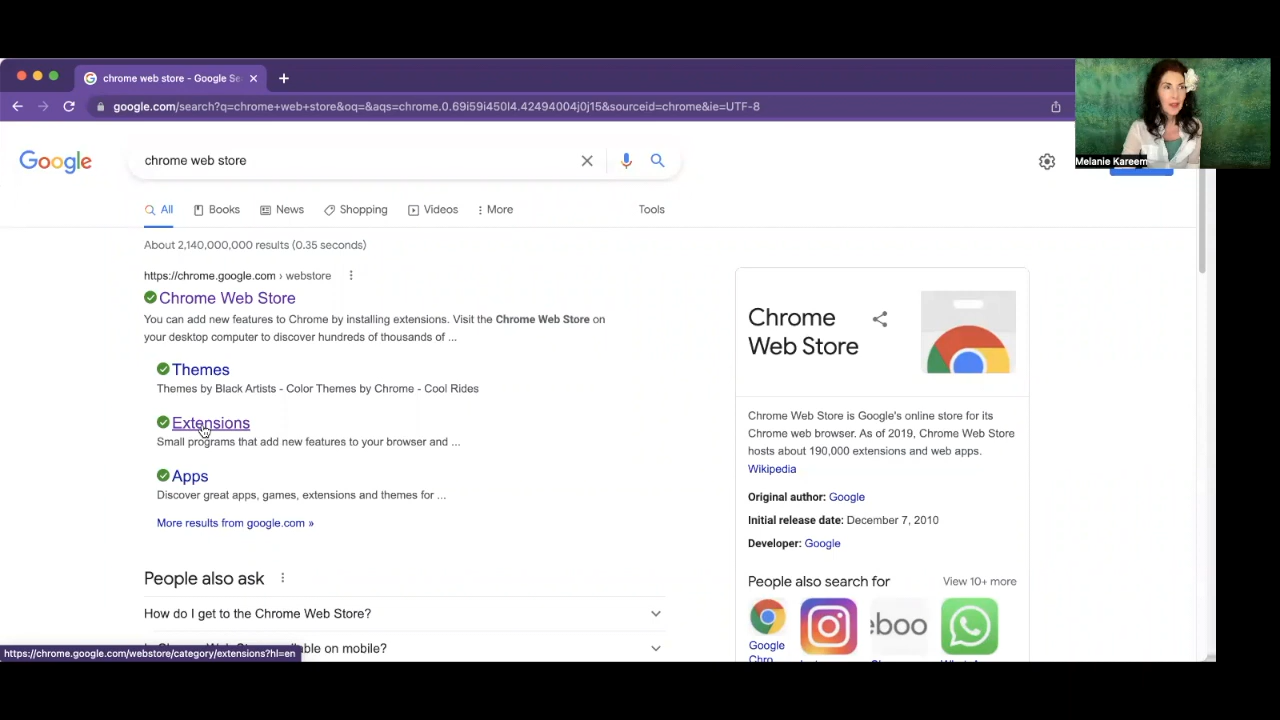 chrome web store - Google Se
google.com/search?q=chrome+web+store&oq=&aqs=chrome.0.69i59i450l4.42494004j0j15&sourceid=chrome&ie=UTF-8
Melanie Kareem
Google
chrome web store
All Books News Shopping Videos More Tools
About 2,140,000,000 results (0.35 seconds)
https://chrome.google.com › webstore
Chrome Web Store
You can add new features to Chrome by installing extensions. Visit the Chrome Web Store on
your desktop computer to discover hundreds of thousands of ...
Themes
Themes by Black Artists - Color Themes by Chrome - Cool Rides
Extensions
Small programs that add new features to your browser and ...
Apps
Discover great apps, games, extensions and themes for ...
More results from google.com »
People also ask
How do I get to the Chrome Web Store?
able on mobile?
https://chrome.google.com/webstore/category/extensions?hl=en
Chrome
Web Store
Chrome Web Store is Google's online store for its
Chrome web browser. As of 2019, Chrome Web Store
hosts about 190,000 extensions and web apps.
Wikipedia
Original author: Google
Initial release date: December 7, 2010
Developer: Google
People also search for View 10+ more
eboo
Google
Chro